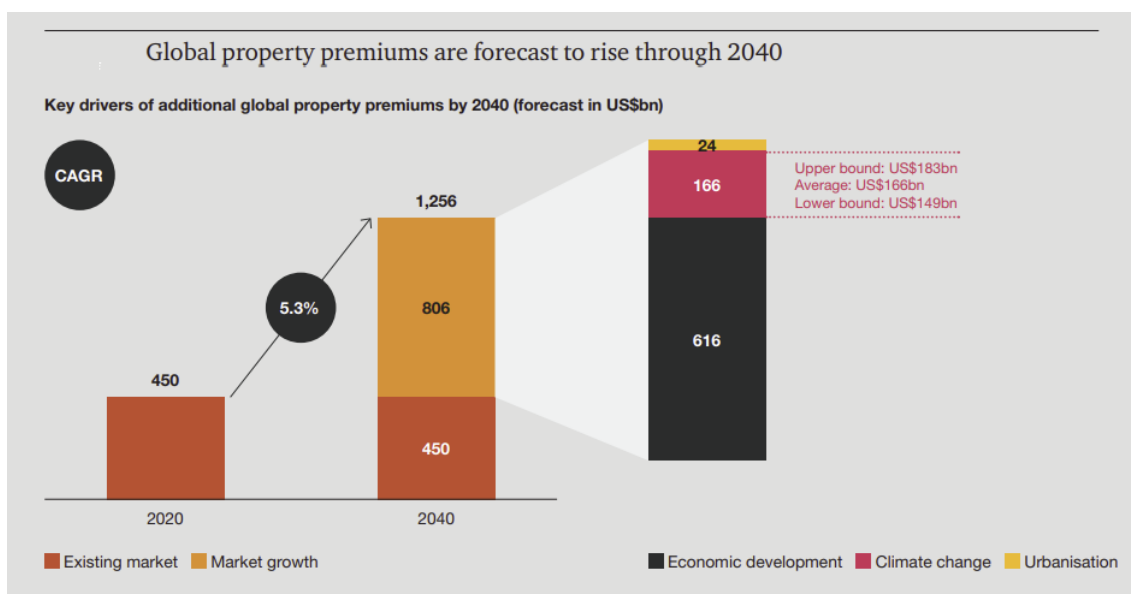 Global property premiums are forecast to rise through 2040
Key drivers of additional global property premiums by 2040 (forecast in US$bn)
CAGR
5.3%
450
2020
1,256
806
450
2040
24
166
616
Upper bound: US$183bn
Average: US$166bn
Lower bound: US$149bn
Existing market Market growth
Economic development Climate change Urbanisation